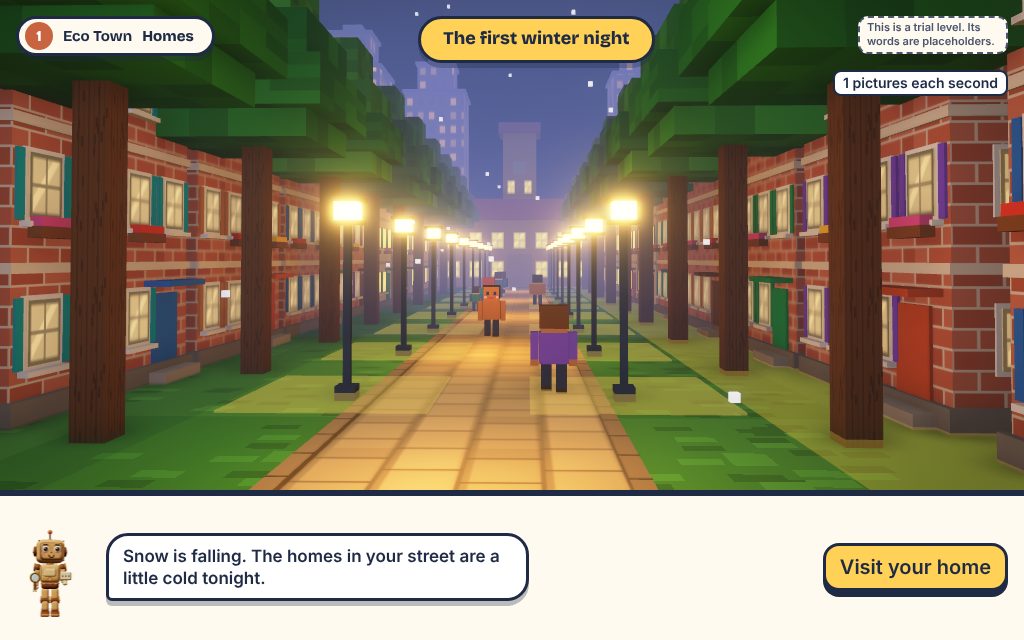 1 Eco Town Homes
The first winter night
This is a trial level. Its
words are placeholders.
1 pictures each second
Snow is falling. The homes in your street are a
little cold tonight.
Visit your home